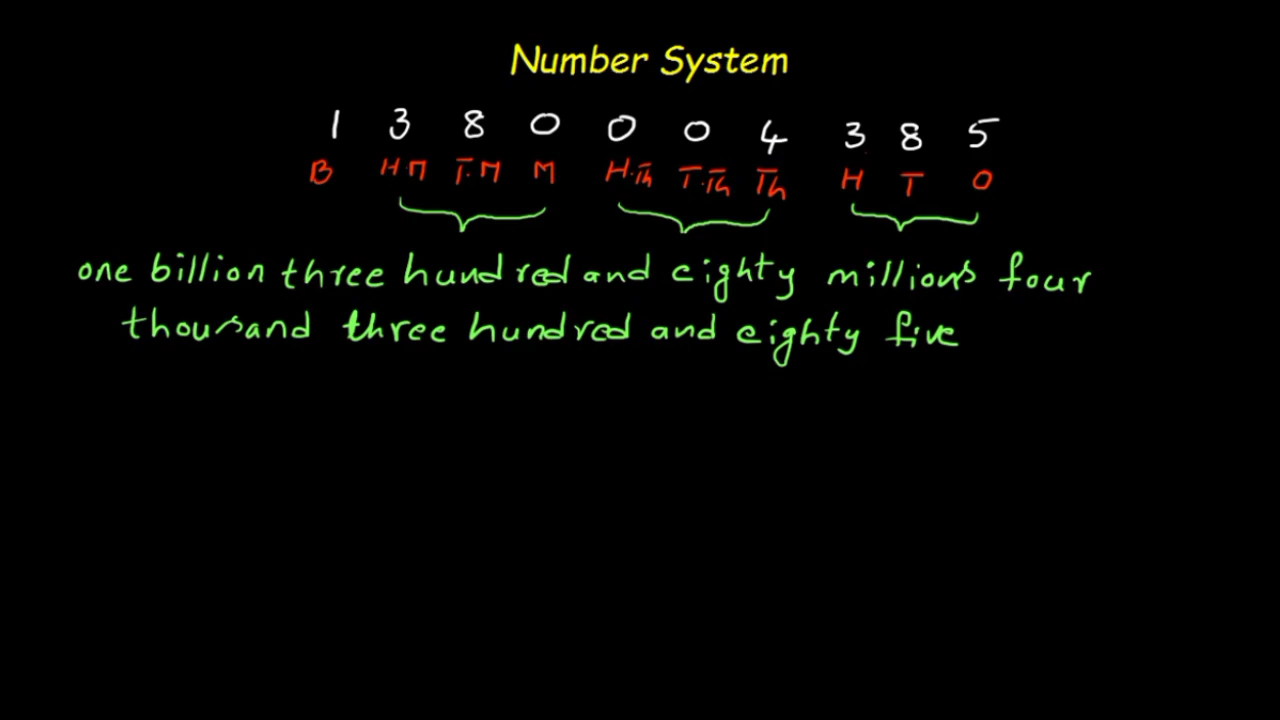 Number System
1 3 8 0 0 0 4 3 8 5
B H.M T.M M H.Th T.Th Th H T O
one billion three hundred and eighty millions four
thousand three hundred and eighty five